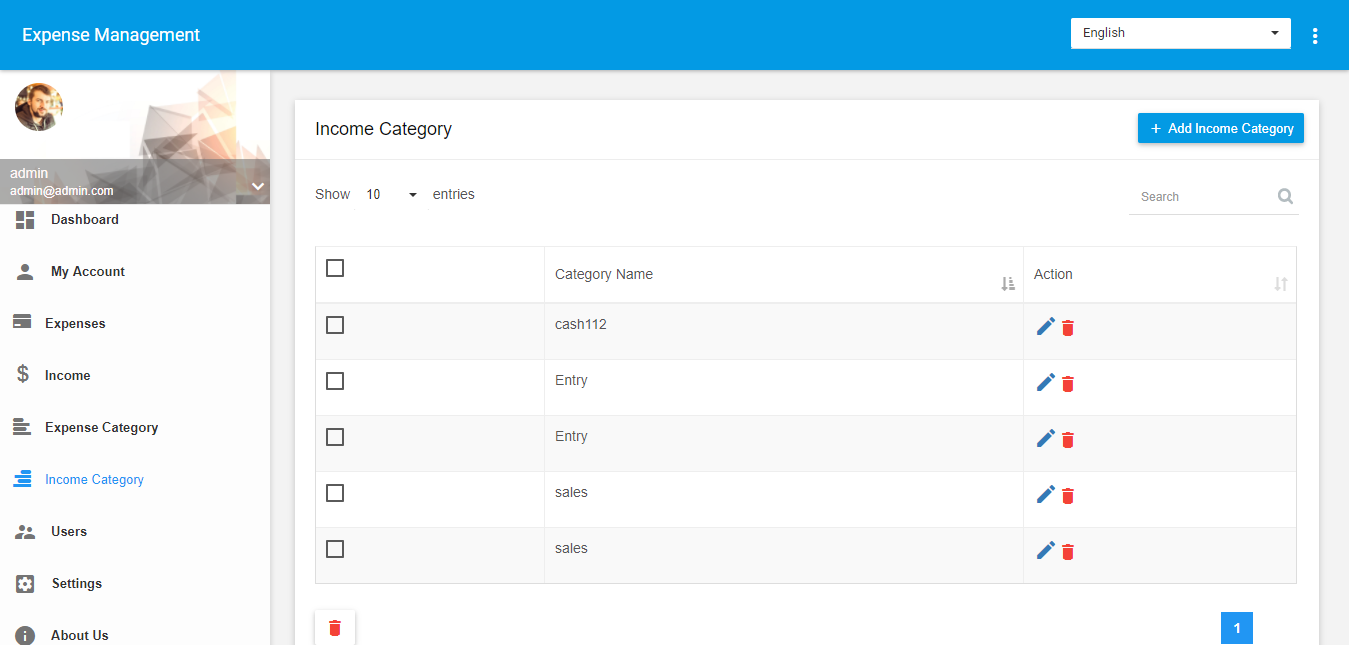 Expense Management
English
admin
admin@admin.com
Dashboard
My Account
Expenses
Income
Expense Category
Income Category
Users
Settings
About Us
Income Category
+ Add Income Category
Show 10 entries
Search
Category Name Action
cash112
Entry
Entry
sales
sales
1